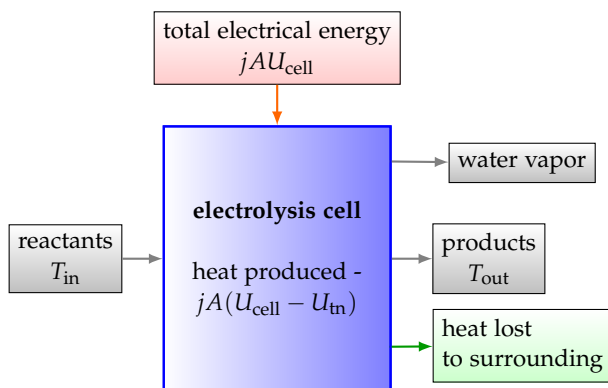 total electrical energy
jAU_cell
water vapor
electrolysis cell
reactants
T_in
heat produced -
jA(U_cell − U_tn)
products
T_out
heat lost
to surrounding